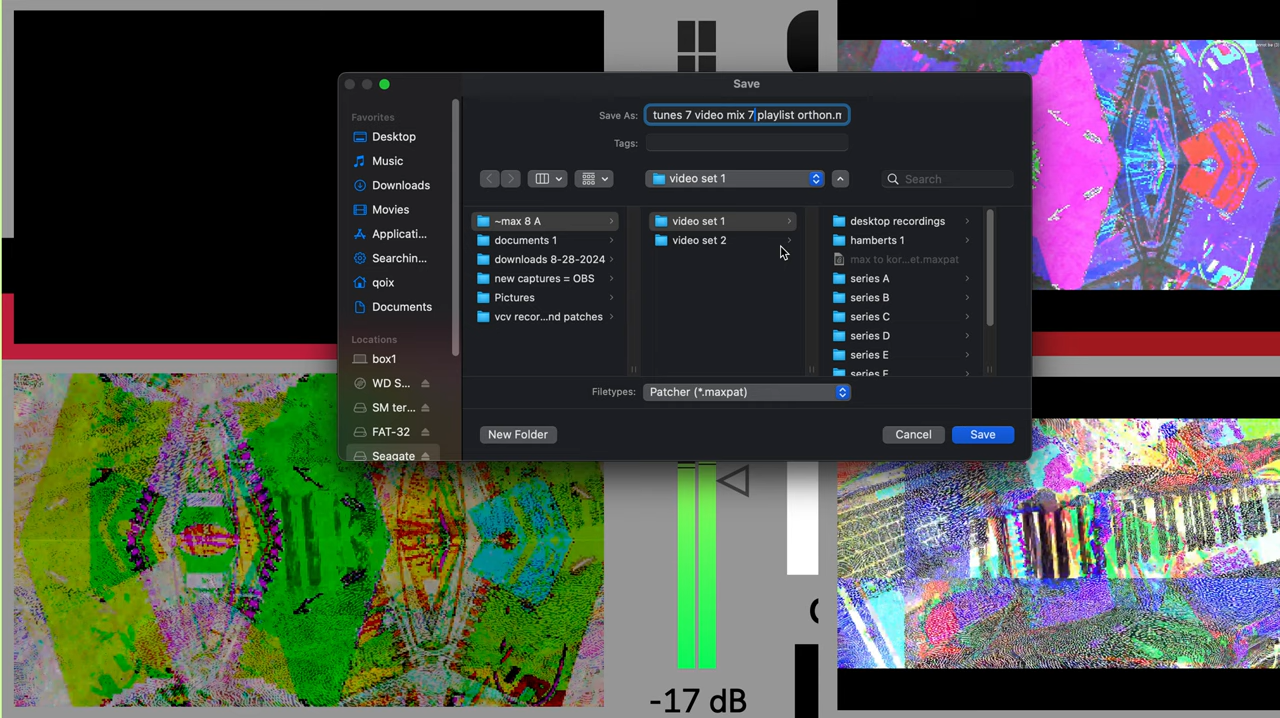 Save
Save As: tunes 7 video mix 7 playlist orthon.n
Tags:
video set 1
Search
Favorites
Desktop
Music
Downloads
Movies
Applicati...
Searchin...
qoix
Documents
Locations
box1
WD S...
SM ter...
FAT-32
Seagate
~max 8 A
documents 1
downloads 8-28-2024
new captures = OBS
Pictures
vcv recor...nd patches
video set 1
video set 2
desktop recordings
hamberts 1
max to kor...et.maxpat
series A
series B
series C
series D
series E
series F
Filetypes: Patcher (*.maxpat)
New Folder
Cancel
Save
-17 dB